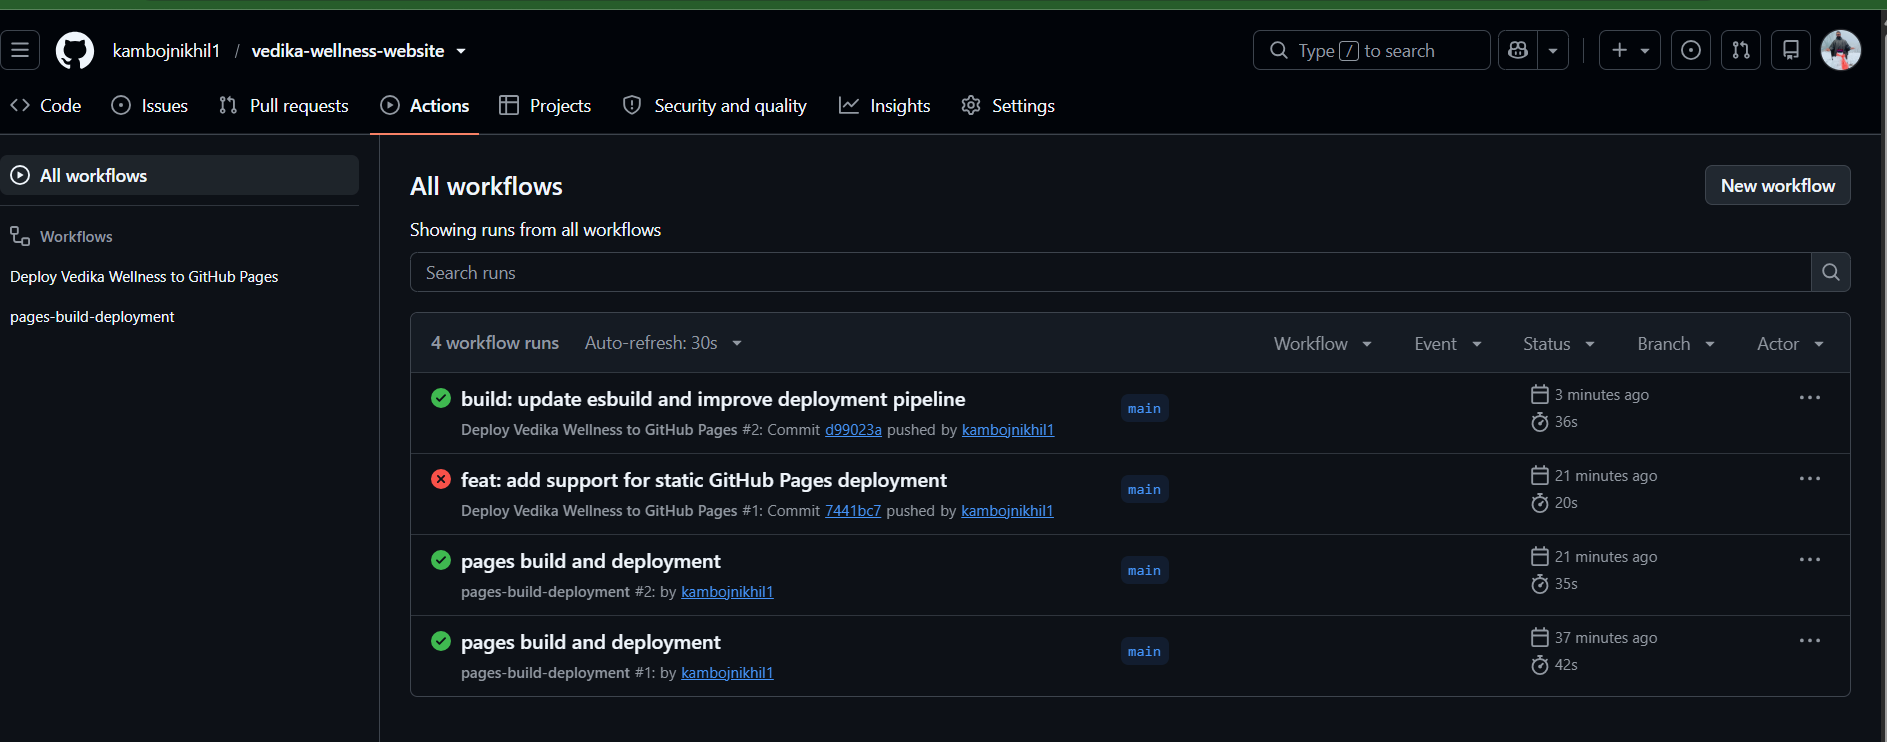 kambojnikhil1 / vedika-wellness-website
Type / to search
Code Issues Pull requests Actions Projects Security and quality Insights Settings
All workflows
Workflows
Deploy Vedika Wellness to GitHub Pages
pages-build-deployment
All workflows
New workflow
Showing runs from all workflows
Search runs
4 workflow runs Auto-refresh: 30s Workflow Event Status Branch Actor
build: update esbuild and improve deployment pipeline
Deploy Vedika Wellness to GitHub Pages #2: Commit d99023a pushed by kambojnikhil1
main
3 minutes ago
36s
feat: add support for static GitHub Pages deployment
Deploy Vedika Wellness to GitHub Pages #1: Commit 7441bc7 pushed by kambojnikhil1
main
21 minutes ago
20s
pages build and deployment
pages-build-deployment #2: by kambojnikhil1
main
21 minutes ago
35s
pages build and deployment
pages-build-deployment #1: by kambojnikhil1
main
37 minutes ago
42s